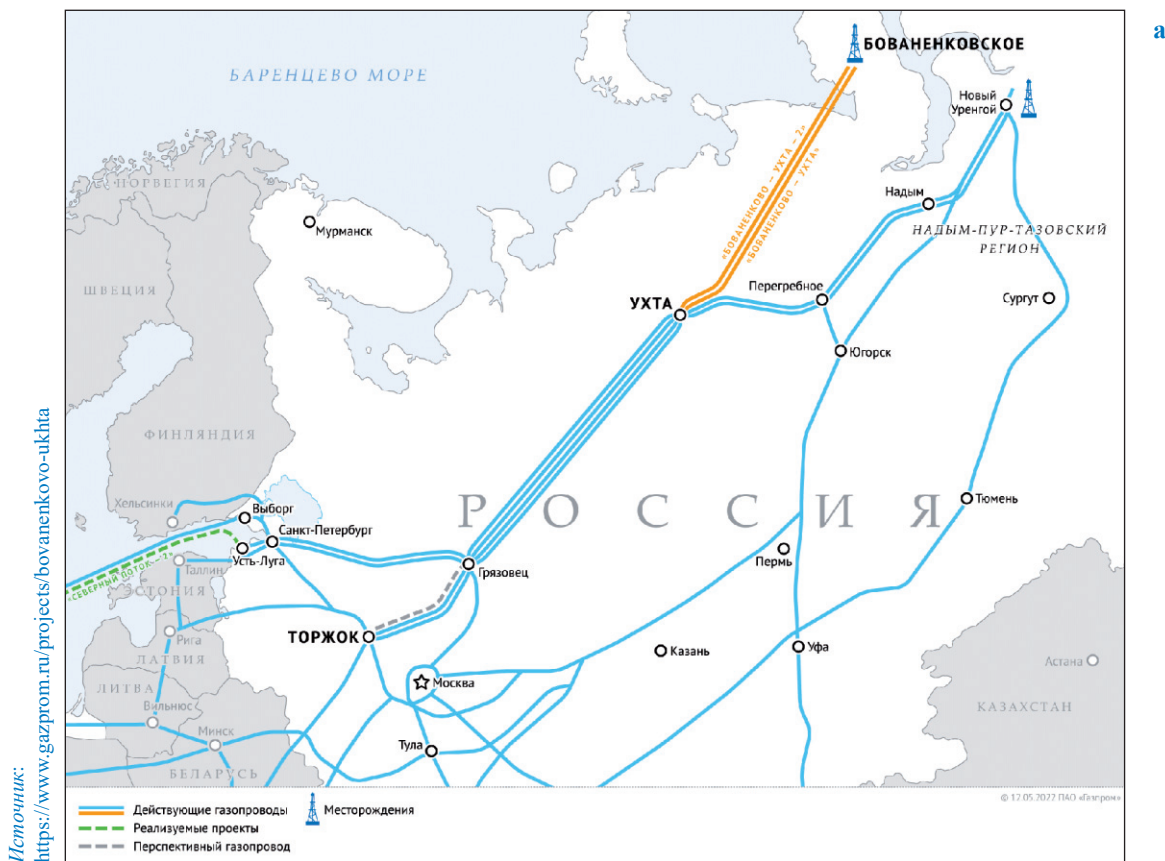 а
БОВАНЕНКОВСКОЕ
БАРЕНЦЕВО МОРЕ
Новый
Уренгой
«БОВАНЕНКОВО – УХТА – 2»
«БОВАНЕНКОВО – УХТА»
НОРВЕГИЯ
Надым
Мурманск
НАДЫМ-ПУР-ТАЗОВСКИЙ
РЕГИОН
ШВЕЦИЯ
Перегребное
УХТА
Сургут
Югорск
ФИНЛЯНДИЯ
Хельсинки
Выборг
РОССИЯ
Тюмень
Санкт-Петербург
Усть-Луга
«СЕВЕРНЫЙ ПОТОК – 2»
Таллин
ЭСТОНИЯ
Грязовец
Пермь
Рига
ТОРЖОК
ЛАТВИЯ
Казань
Уфа
Астана
ЛИТВА
Москва
КАЗАХСТАН
Вильнюс
Минск
Тула
БЕЛАРУСЬ
Действующие газопроводы
Месторождения
Реализуемые проекты
Перспективный газопровод
© 12.05.2022 ПАО «Газпром»
Источник:
https://www.gazprom.ru/projects/bovanenkovo-ukhta